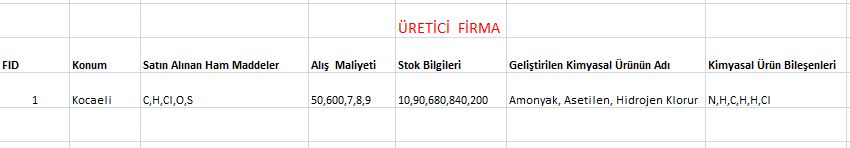 ÜRETİCİ FİRMA
FID Konum Satın Alınan Ham Maddeler Alış Maliyeti Stok Bilgileri Geliştirilen Kimyasal Ürünün Adı Kimyasal Ürün Bileşenleri
1 Kocaeli C,H,Cl,O,S 50,600,7,8,9 10,90,680,840,200 Amonyak, Asetilen, Hidrojen Klorur N,H,C,H,H,Cl